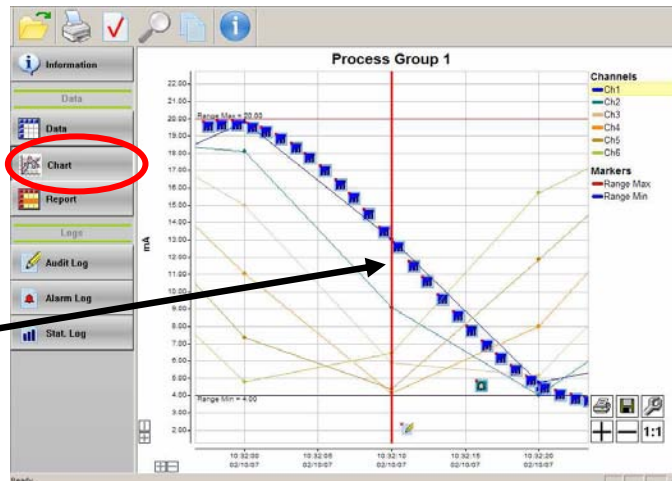 Information
Data
Data
Chart
Report
Logs
Audit Log
Alarm Log
Stat. Log
Process Group 1
22.00
21.00
Range Max = 20.00
20.00
19.00
18.00
17.00
16.00
15.00
14.00
13.00
12.00
11.00
10.00
9.00
8.00
7.00
6.00
5.00
4.00
Range Min = 4.00
3.00
2.00
mA
10:32:00
02/10/07
10:32:05
02/10/07
10:32:10
02/10/07
10:32:15
02/10/07
10:32:20
02/10/07
Channels
Ch1
Ch2
Ch3
Ch4
Ch5
Ch6
Markers
Range Max
Range Min
1:1
Ready